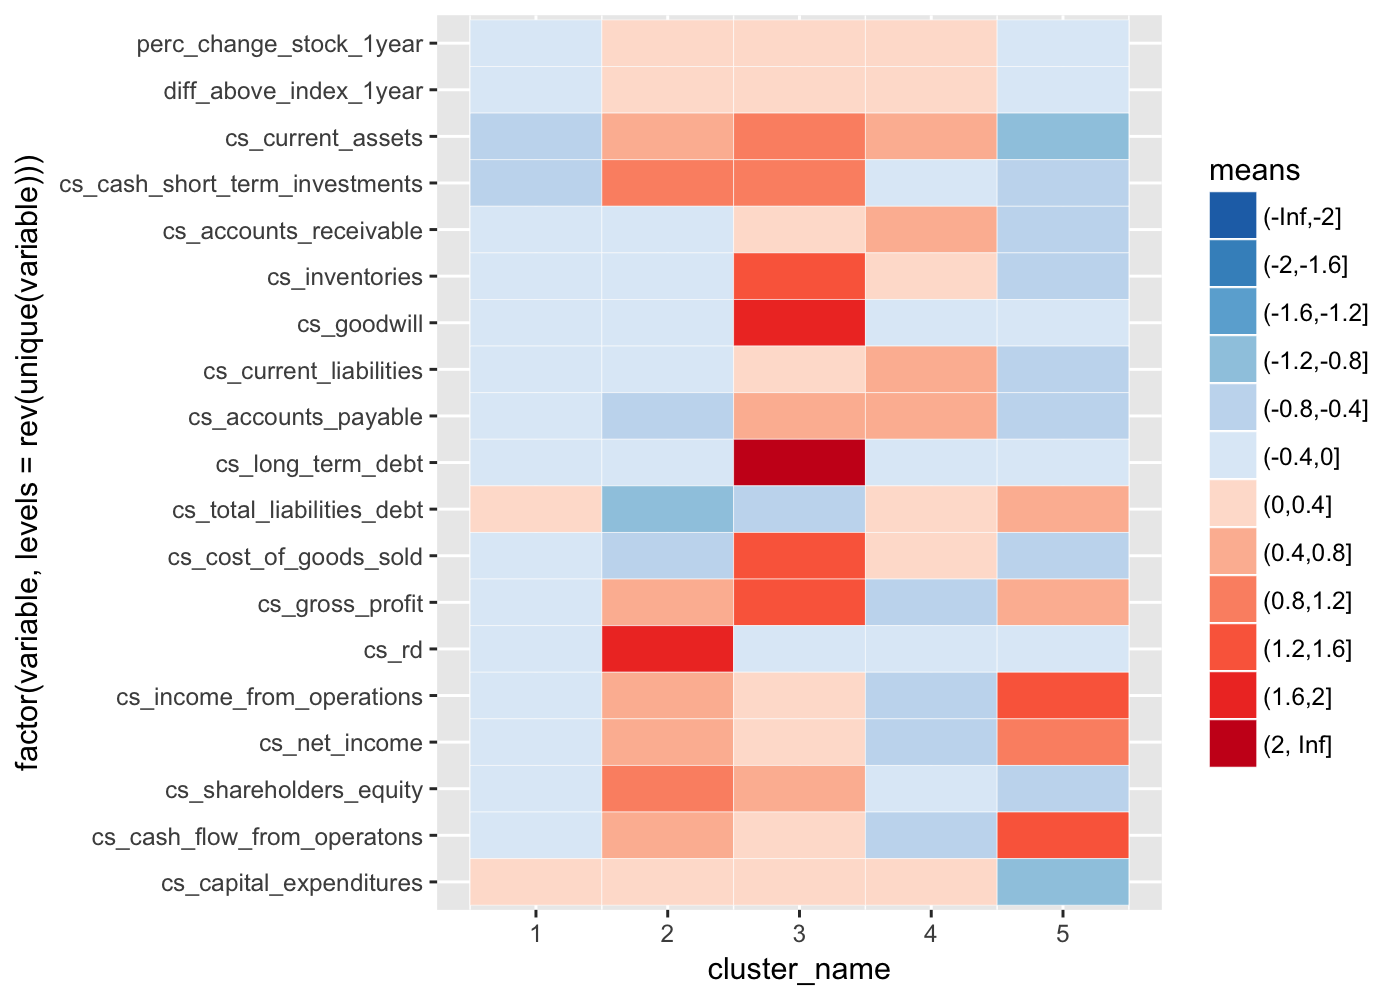 factor(variable, levels = rev(unique(variable)))
perc_change_stock_1year
diff_above_index_1year
cs_current_assets
cs_cash_short_term_investments
cs_accounts_receivable
cs_inventories
cs_goodwill
cs_current_liabilities
cs_accounts_payable
cs_long_term_debt
cs_total_liabilities_debt
cs_cost_of_goods_sold
cs_gross_profit
cs_rd
cs_income_from_operations
cs_net_income
cs_shareholders_equity
cs_cash_flow_from_operatons
cs_capital_expenditures
1 2 3 4 5
cluster_name
means
(-Inf,-2]
(-2,-1.6]
(-1.6,-1.2]
(-1.2,-0.8]
(-0.8,-0.4]
(-0.4,0]
(0,0.4]
(0.4,0.8]
(0.8,1.2]
(1.2,1.6]
(1.6,2]
(2, Inf]